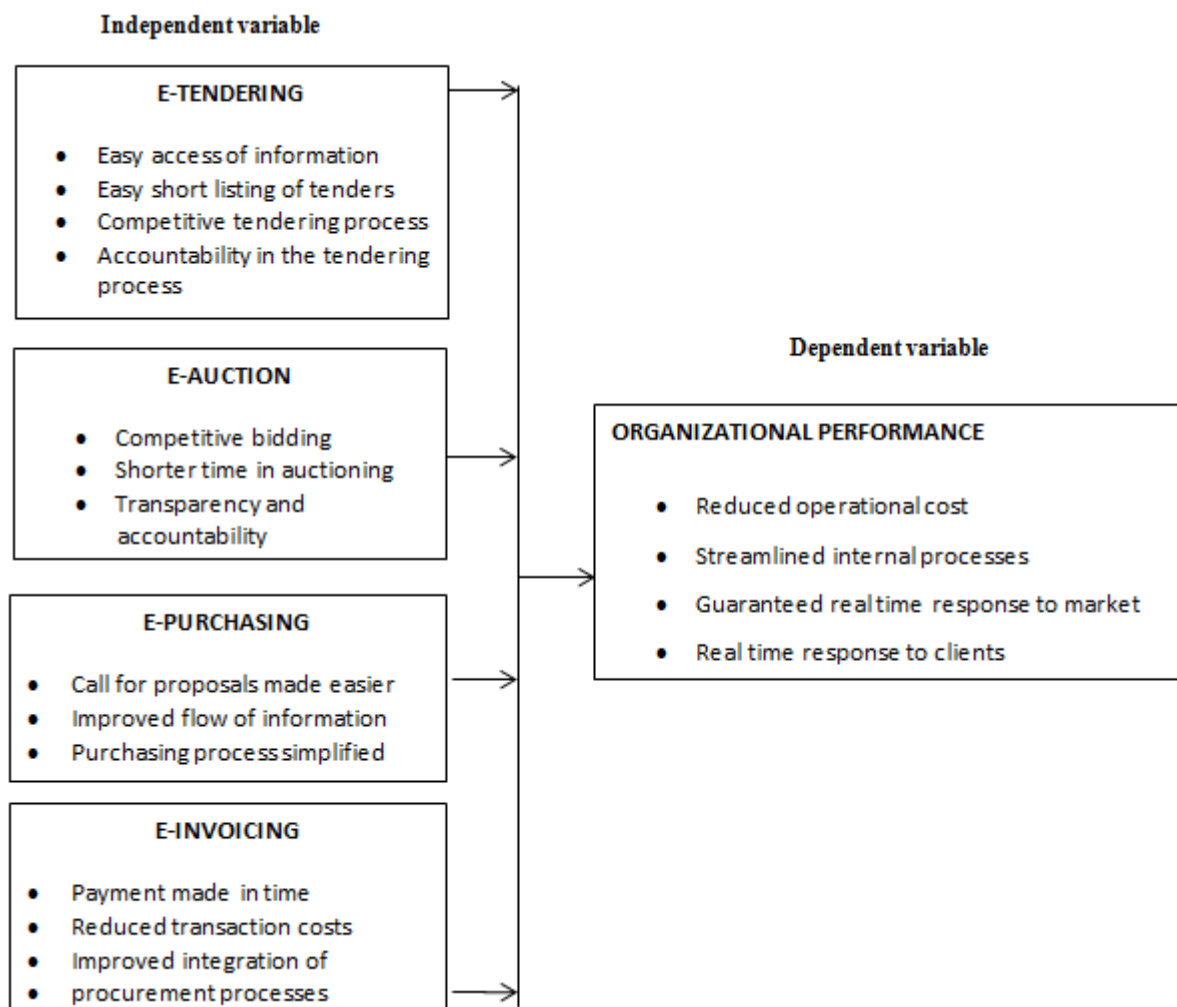 Independent variable
E-TENDERING
• Easy access of information
• Easy short listing of tenders
• Competitive tendering process
• Accountability in the tendering
process
E-AUCTION
• Competitive bidding
• Shorter time in auctioning
• Transparency and
accountability
E-PURCHASING
• Call for proposals made easier
• Improved flow of information
• Purchasing process simplified
E-INVOICING
• Payment made in time
• Reduced transaction costs
• Improved integration of
• procurement processes
Dependent variable
ORGANIZATIONAL PERFORMANCE
• Reduced operational cost
• Streamlined internal processes
• Guaranteed real time response to market
• Real time response to clients